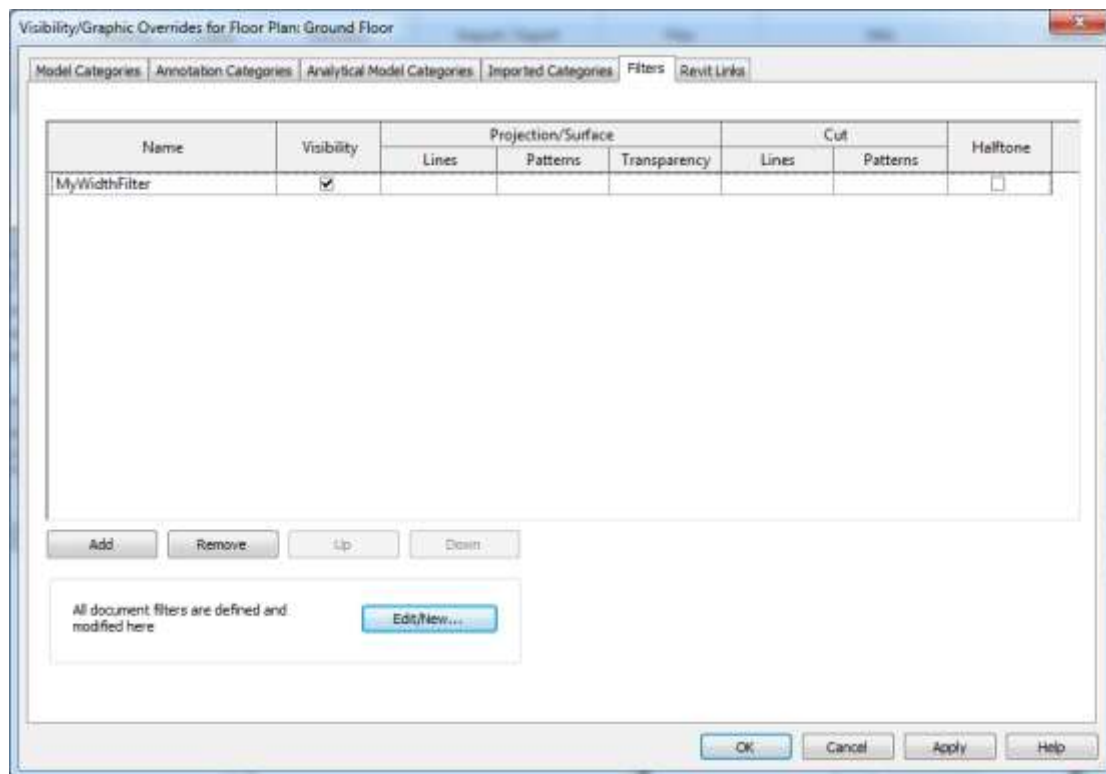 Visibility/Graphic Overrides for Floor Plan: Ground Floor
Model Categories Annotation Categories Analytical Model Categories Imported Categories Filters Revit Links
Name Visibility Projection/Surface Cut Halftone
Lines Patterns Transparency Lines Patterns
MyWidthFilter
Add Remove Up Down
All document filters are defined and
modified here
Edit/New...
OK Cancel Apply Help